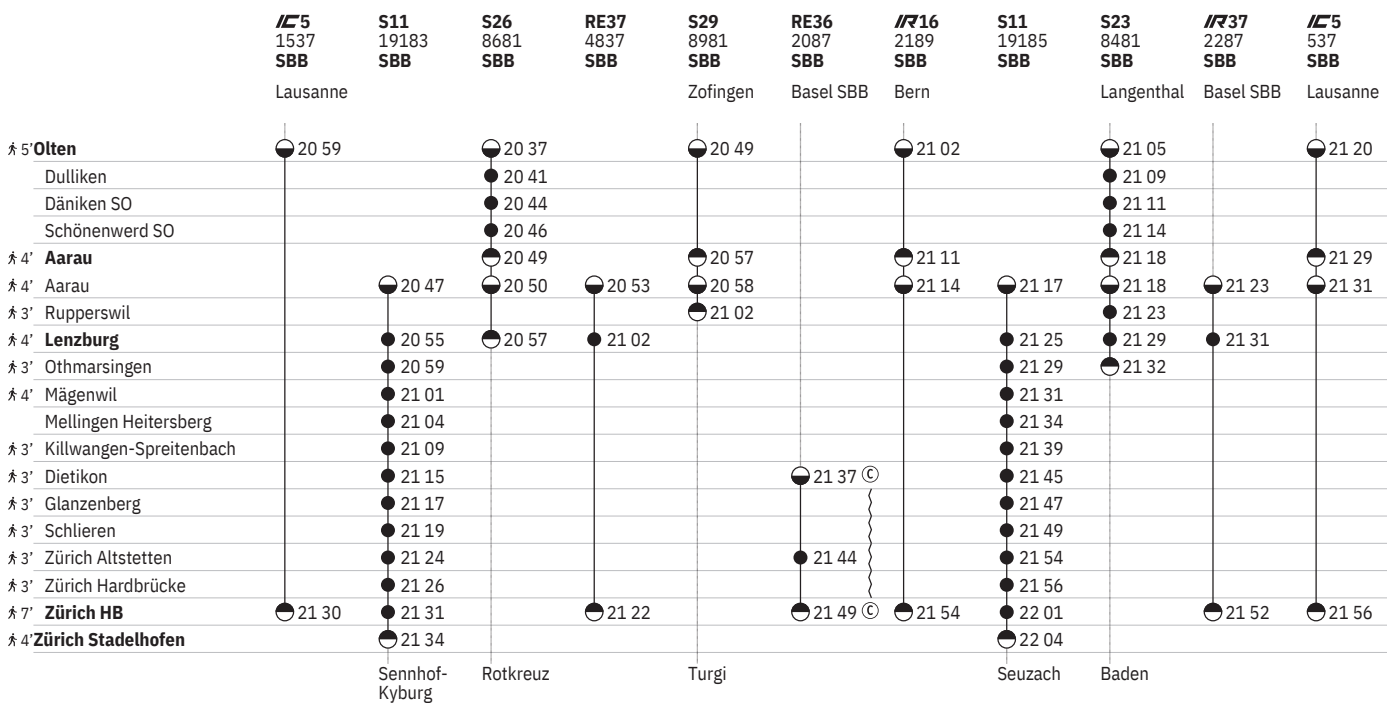 IC5 S11 S26 RE37 S29 RE36 IR16 S11 S23 IR37 IC5
1537 19183 8681 4837 8981 2087 2189 19185 8481 2287 537
SBB SBB SBB SBB SBB SBB SBB SBB SBB SBB SBB
Lausanne Zofingen Basel SBB Bern Langenthal Basel SBB Lausanne
5’ Olten 20 59 20 37 20 49 21 02 21 05 21 20
Dulliken 20 41 21 09
Däniken SO 20 44 21 11
Schönenwerd SO 20 46 21 14
4’ Aarau 20 49 20 57 21 11 21 18 21 29
4’ Aarau 20 47 20 50 20 53 20 58 21 14 21 17 21 18 21 23 21 31
3’ Rupperswil 21 02 21 23
4’ Lenzburg 20 55 20 57 21 02 21 25 21 29 21 31
3’ Othmarsingen 20 59 21 29 21 32
4’ Mägenwil 21 01 21 31
Mellingen Heitersberg 21 04 21 34
3’ Killwangen-Spreitenbach 21 09 21 39
3’ Dietikon 21 15 21 37 Ⓒ 21 45
3’ Glanzenberg 21 17 21 47
3’ Schlieren 21 19 21 49
3’ Zürich Altstetten 21 24 21 44 21 54
3’ Zürich Hardbrücke 21 26 21 56
7’ Zürich HB 21 30 21 31 21 22 21 49 Ⓒ 21 54 22 01 21 52 21 56
4’ Zürich Stadelhofen 21 34 22 04
Sennhof- Rotkreuz Turgi Seuzach Baden
Kyburg